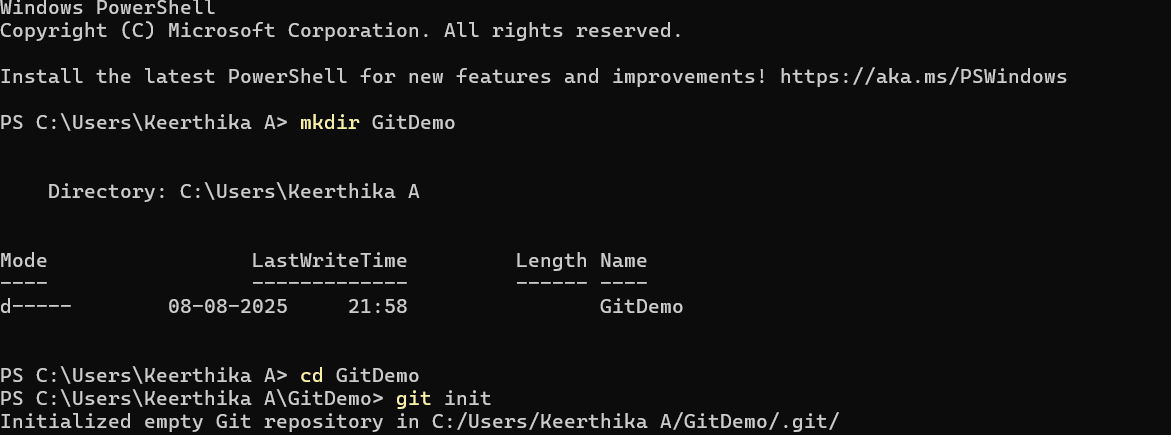 Windows PowerShell
Copyright (C) Microsoft Corporation. All rights reserved.
Install the latest PowerShell for new features and improvements! https://aka.ms/PSWindows
PS C:\Users\Keerthika A> mkdir GitDemo
    Directory: C:\Users\Keerthika A
Mode                 LastWriteTime         Length Name
----                 -------------         ------ ----
d-----        08-08-2025     21:58                GitDemo
PS C:\Users\Keerthika A> cd GitDemo
PS C:\Users\Keerthika A\GitDemo> git init
Initialized empty Git repository in C:/Users/Keerthika A/GitDemo/.git/